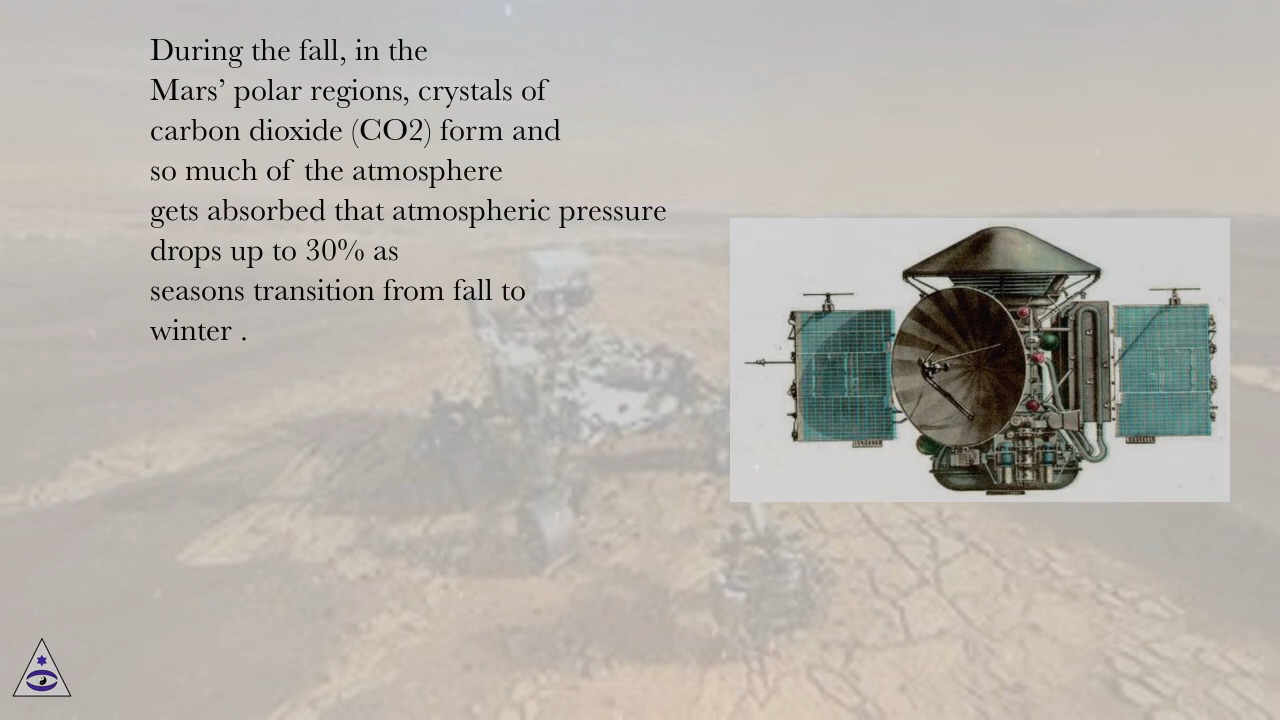 During the fall, in the
Mars’ polar regions, crystals of
carbon dioxide (CO2) form and
so much of the atmosphere
gets absorbed that atmospheric pressure
drops up to 30% as
seasons transition from fall to
winter .